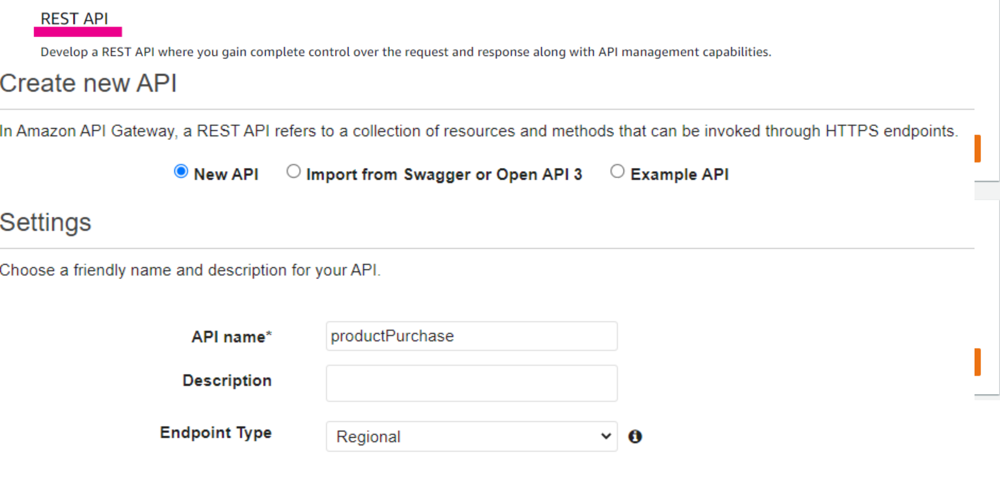 REST API
Develop a REST API where you gain complete control over the request and response along with API management capabilities.
Create new API
In Amazon API Gateway, a REST API refers to a collection of resources and methods that can be invoked through HTTPS endpoints.
New API Import from Swagger or Open API 3 Example API
Settings
Choose a friendly name and description for your API.
API name* productPurchase
Description
Endpoint Type Regional